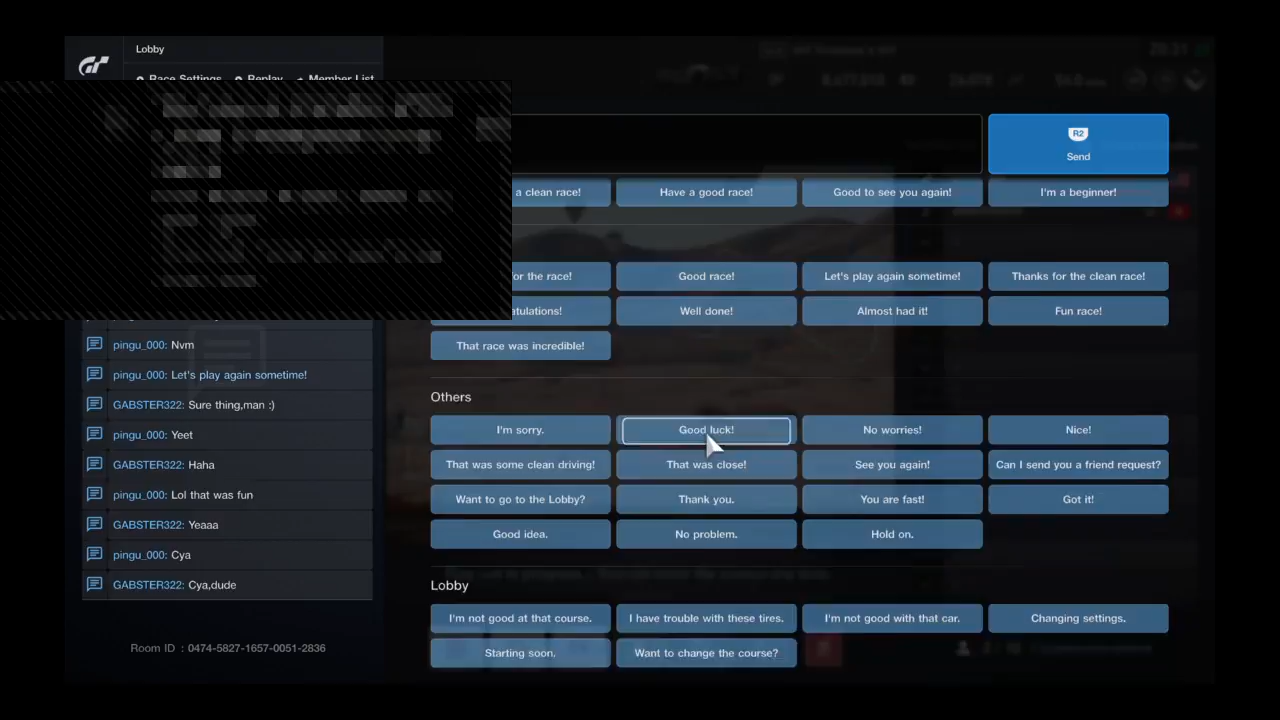 Lobby
Race Settings Replay Member List
R2
Send
a clean race! Have a good race! Good to see you again! I'm a beginner!
or the race! Good race! Let's play again sometime! Thanks for the clean race!
Well done! Almost had it! Fun race!
That race was incredible!
Others
I'm sorry. Good luck! No worries! Nice!
That was some clean driving! That was close! See you again! Can I send you a friend request?
Want to go to the Lobby? Thank you. You are fast! Got it!
Good idea. No problem. Hold on.
Lobby
I'm not good at that course. I have trouble with these tires. I'm not good with that car. Changing settings.
Starting soon. Want to change the course?
pingu_000: Nvm
pingu_000: Let's play again sometime!
GABSTER322: Sure thing,man :)
pingu_000: Yeet
GABSTER322: Haha
pingu_000: Lol that was fun
GABSTER322: Yeaaa
pingu_000: Cya
GABSTER322: Cya,dude
Room ID : 0474-5827-1657-0051-2836